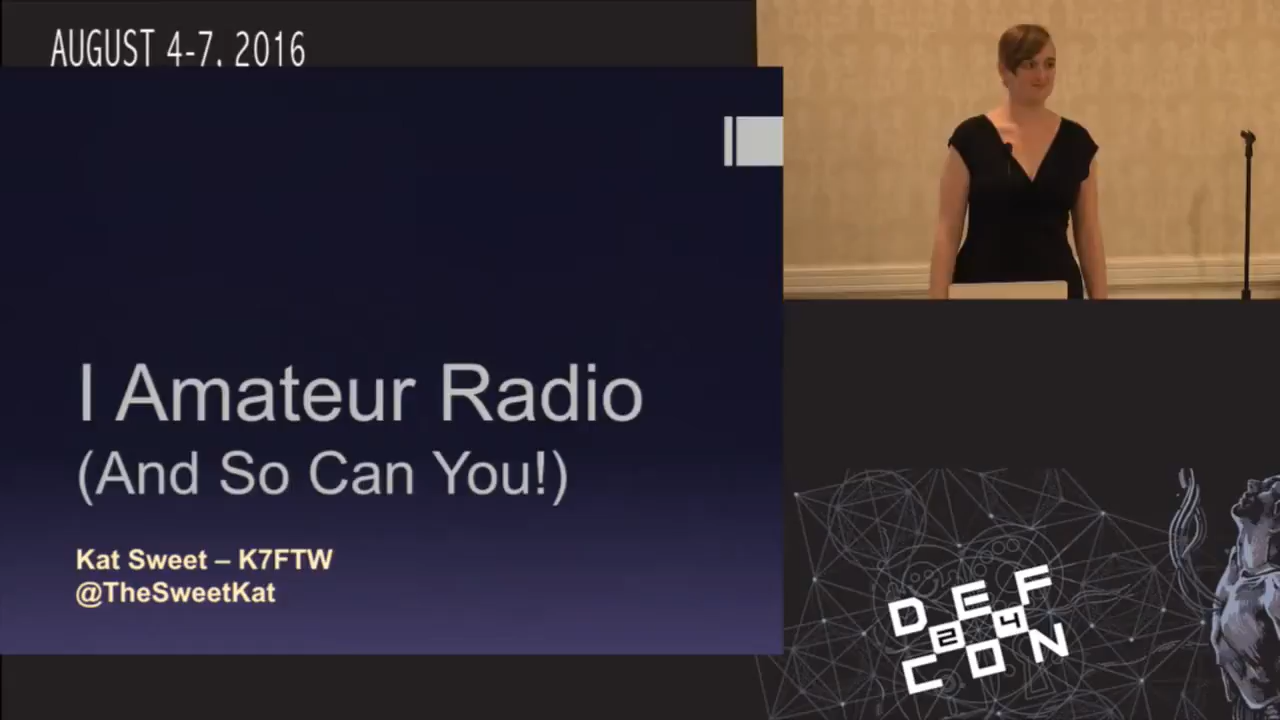 AUGUST 4-7, 2016
I Amateur Radio
(And So Can You!)
Kat Sweet – K7FTW
@TheSweetKat
DEF
24
CON